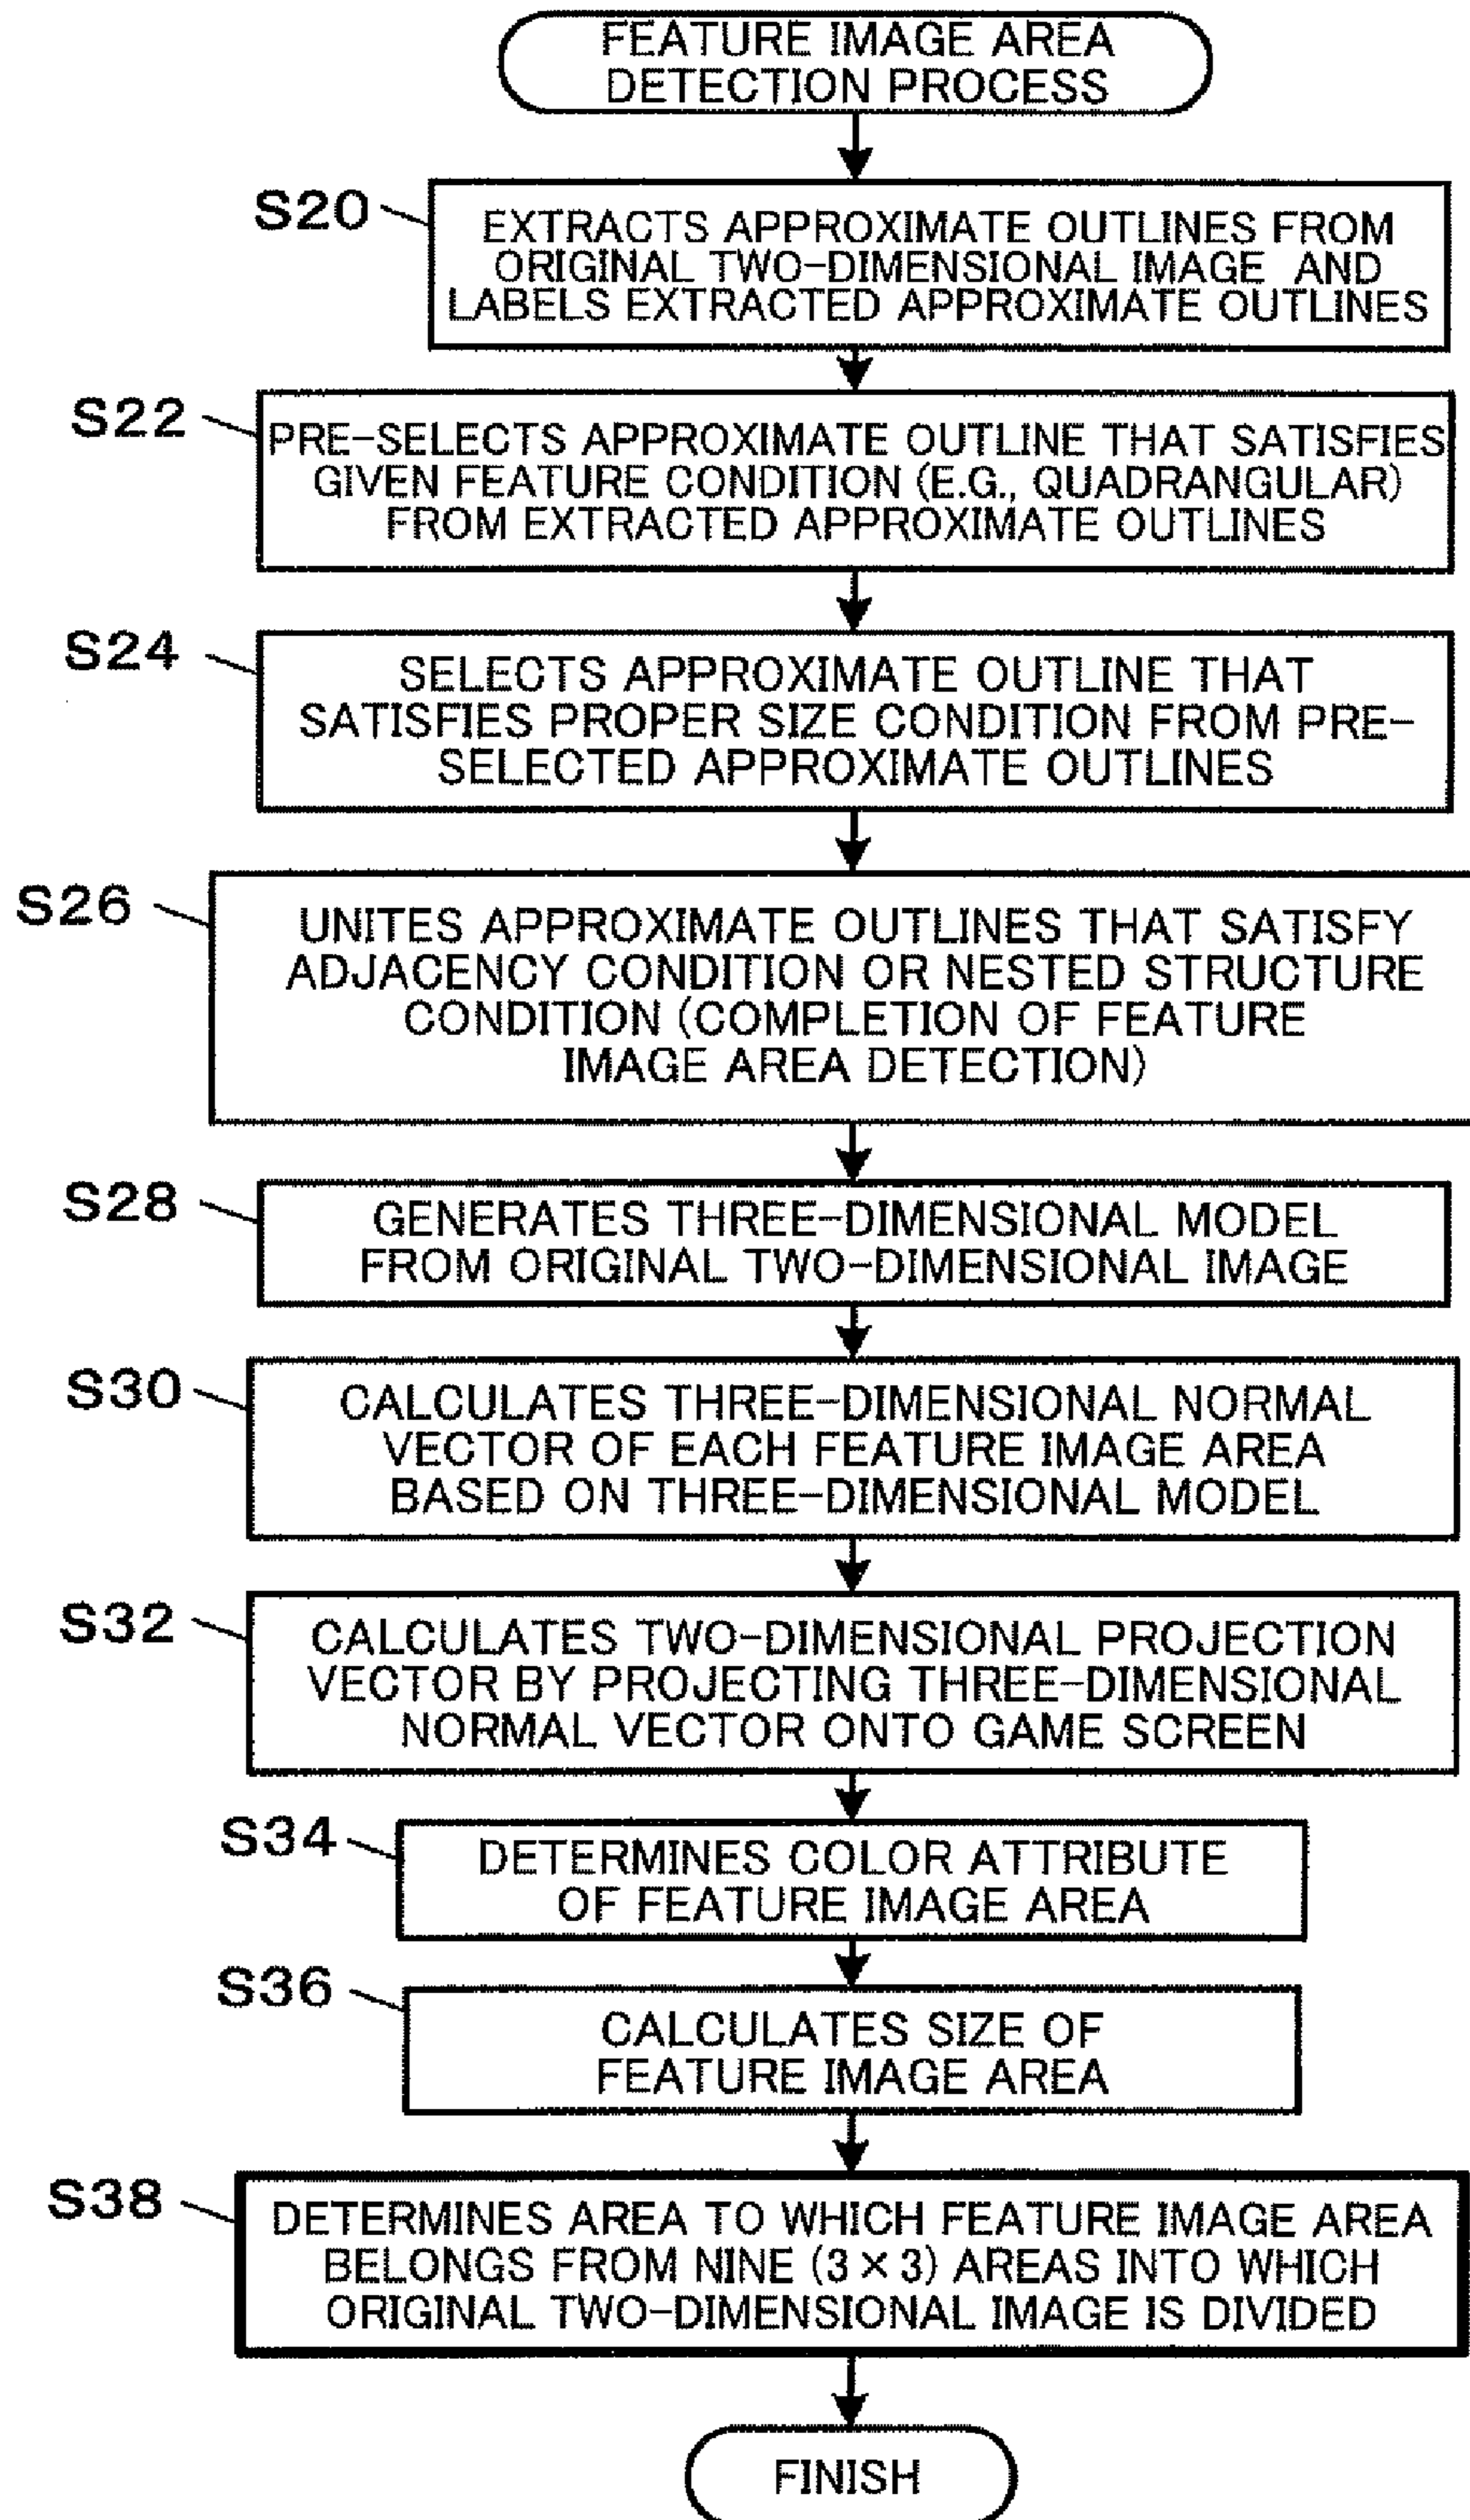 FEATURE IMAGE AREA
DETECTION PROCESS
S20
EXTRACTS APPROXIMATE OUTLINES FROM
ORIGINAL TWO-DIMENSIONAL IMAGE AND
LABELS EXTRACTED APPROXIMATE OUTLINES
S22
PRE-SELECTS APPROXIMATE OUTLINE THAT SATISFIES
GIVEN FEATURE CONDITION (E.G., QUADRANGULAR)
FROM EXTRACTED APPROXIMATE OUTLINES
S24
SELECTS APPROXIMATE OUTLINE THAT
SATISFIES PROPER SIZE CONDITION FROM PRE-
SELECTED APPROXIMATE OUTLINES
S26
UNITES APPROXIMATE OUTLINES THAT SATISFY
ADJACENCY CONDITION OR NESTED STRUCTURE
CONDITION (COMPLETION OF FEATURE
IMAGE AREA DETECTION)
S28
GENERATES THREE-DIMENSIONAL MODEL
FROM ORIGINAL TWO-DIMENSIONAL IMAGE
S30
CALCULATES THREE-DIMENSIONAL NORMAL
VECTOR OF EACH FEATURE IMAGE AREA
BASED ON THREE-DIMENSIONAL MODEL
S32
CALCULATES TWO-DIMENSIONAL PROJECTION
VECTOR BY PROJECTING THREE-DIMENSIONAL
NORMAL VECTOR ONTO GAME SCREEN
S34
DETERMINES COLOR ATTRIBUTE
OF FEATURE IMAGE AREA
S36
CALCULATES SIZE OF
FEATURE IMAGE AREA
S38
DETERMINES AREA TO WHICH FEATURE IMAGE AREA
BELONGS FROM NINE (3 × 3) AREAS INTO WHICH
ORIGINAL TWO-DIMENSIONAL IMAGE IS DIVIDED
FINISH